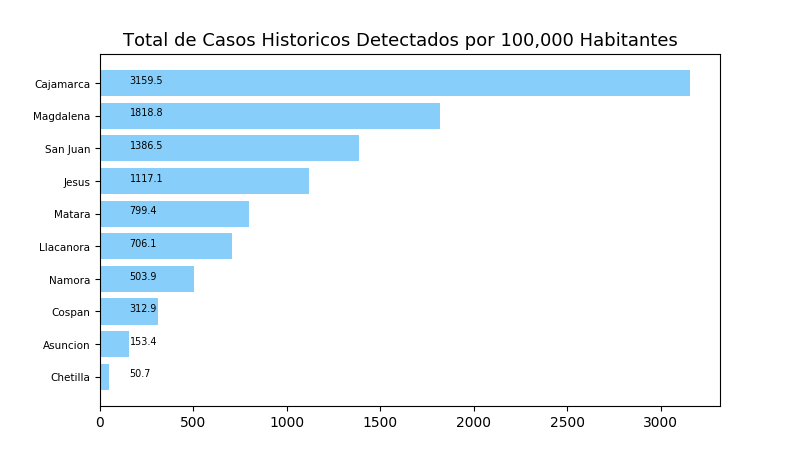 Total de Casos Historicos Detectados por 100,000 Habitantes
Cajamarca 3159.5
Magdalena 1818.8
San Juan 1386.5
Jesus 1117.1
Matara 799.4
Llacanora 706.1
Namora 503.9
Cospan 312.9
Asuncion 153.4
Chetilla 50.7
0 500 1000 1500 2000 2500 3000